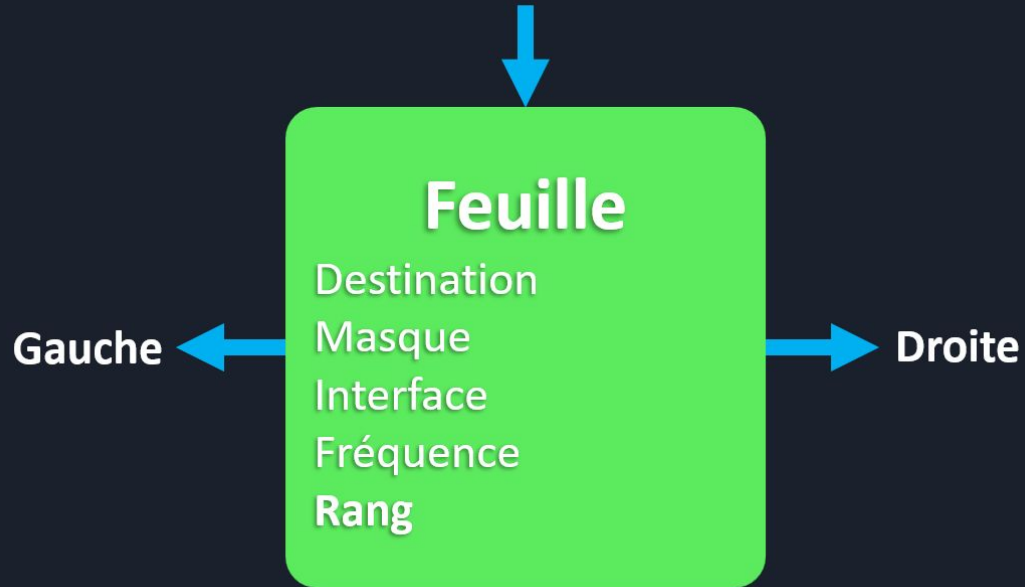 Feuille
Destination
Gauche
Masque
Droite
Interface
Fréquence
Rang